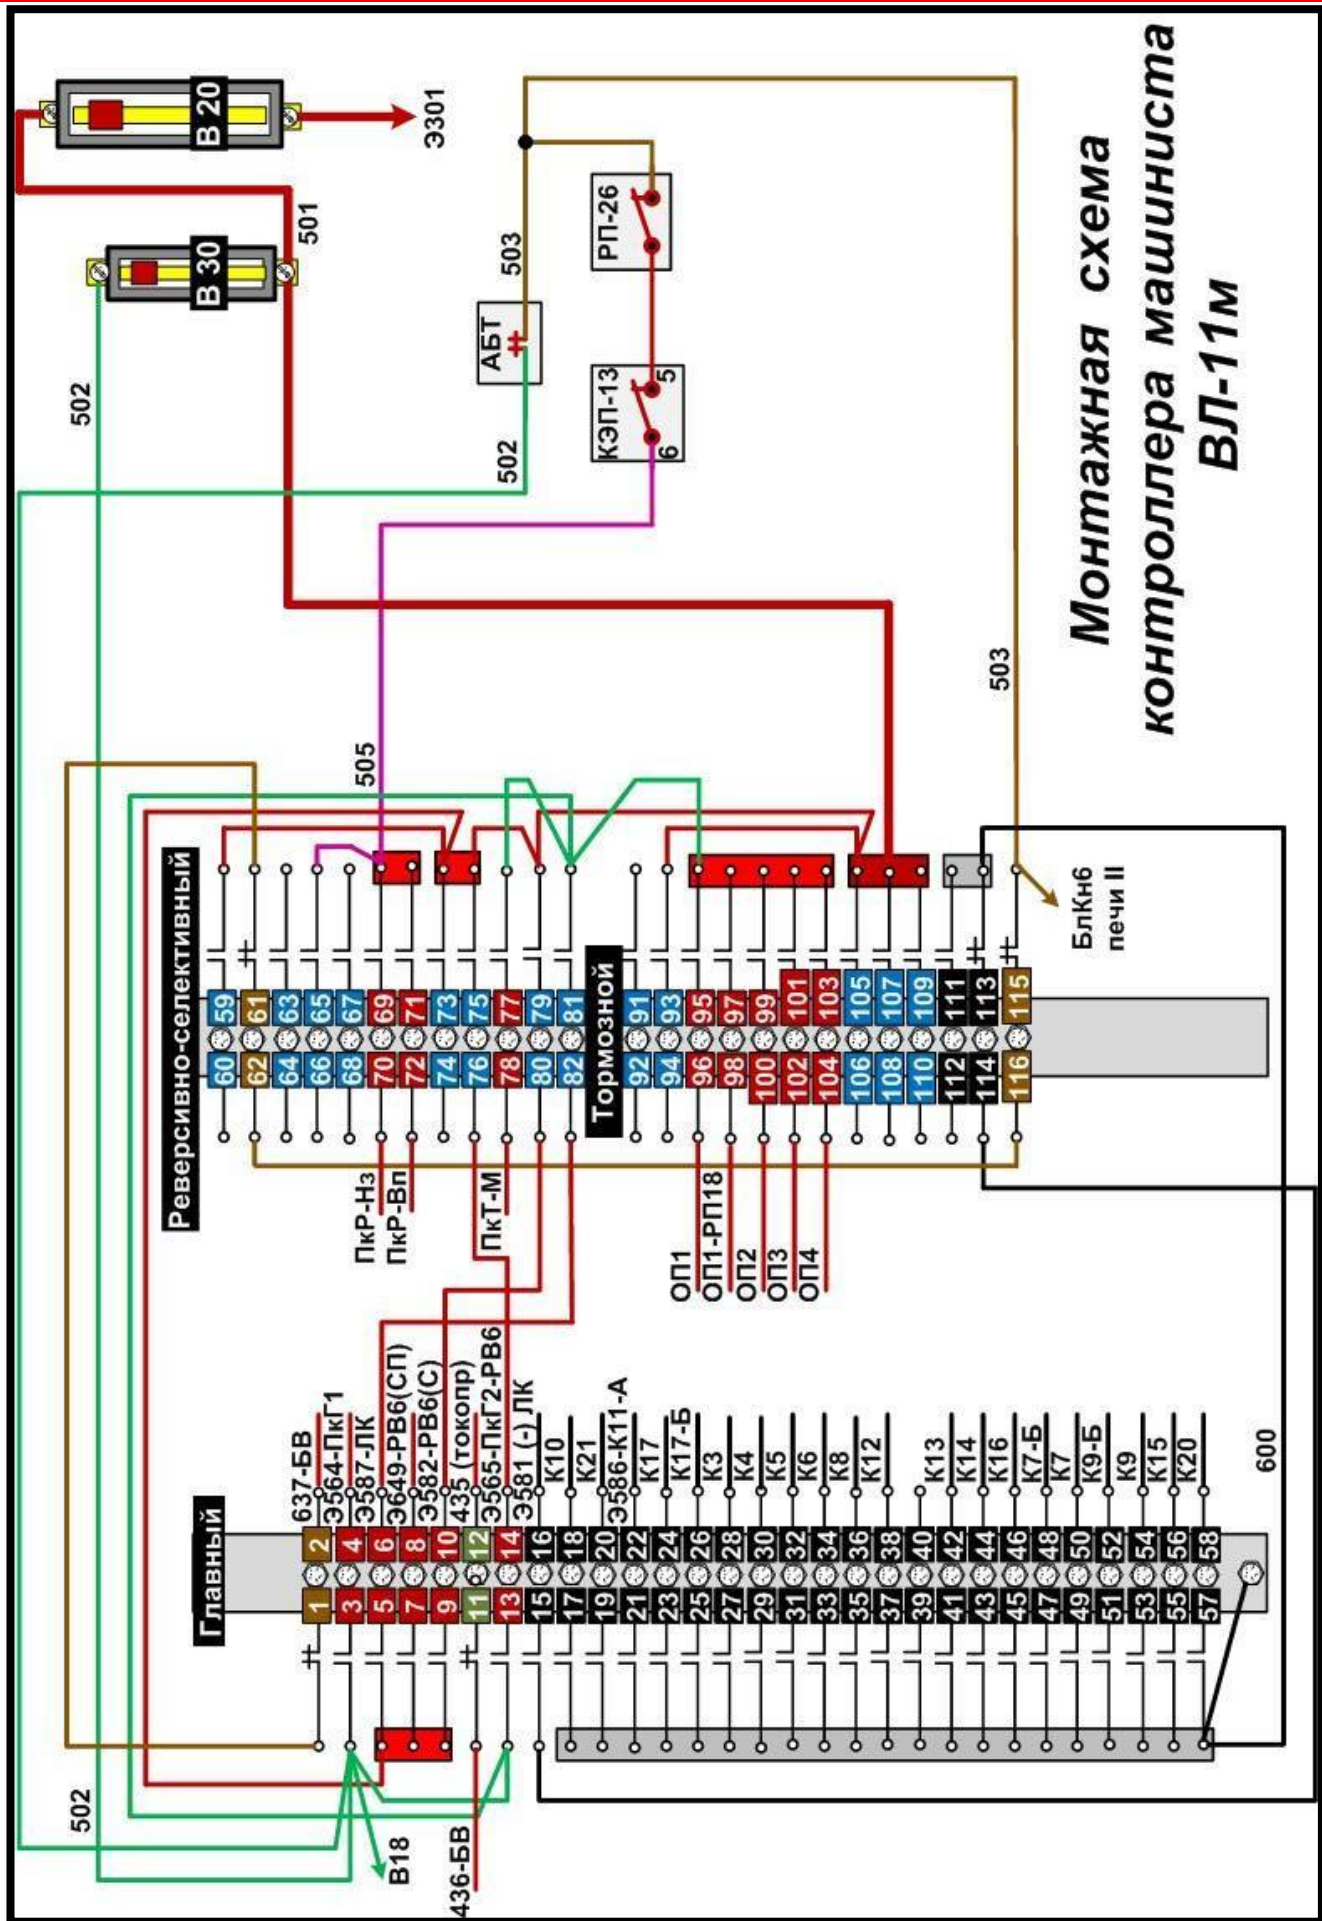 Монтажная схема
контроллера машиниста
ВЛ-11м
В 20
Э301
В 30
501
502
503
АБТ
502
РП-26
КЭП-13
5
6
505
503
БлКн6
печи II
Реверсивно-селективный
59 61 63 65 67 69 71 73 75 77 79 81
60 62 64 66 68 70 72 74 76 78 80 82
Тормозной
91 93 95 97 99 101 103 105 107 109 111 113 115
92 94 96 98 100 102 104 106 108 110 112 114 116
ПкР-Нз
ПкР-Вп
ПкТ-М
ОП1
ОП1-РП18
ОП2
ОП3
ОП4
Главный
637-БВ
Э564-ПкГ1
Э587-ЛК
Э649-РВ6(СП)
Э582-РВ6(С)
435 (токопр)
Э565-ПкГ2-РВ6
Э581 (-) ЛК
К10
К21
Э586-К11-А
К17
К17-Б
К3
К4
К5
К6
К8
К12
К13
К14
К16
К7-Б
К7
К9-Б
К9
К15
К20
600
2 4 6 8 10 12 14 16 18 20 22 24 26 28 30 32 34 36 38 40 42 44 46 48 50 52 54 56 58
1 3 5 7 9 11 13 15 17 19 21 23 25 27 29 31 33 35 37 39 41 43 45 47 49 51 53 55 57
502
В18
436-БВ